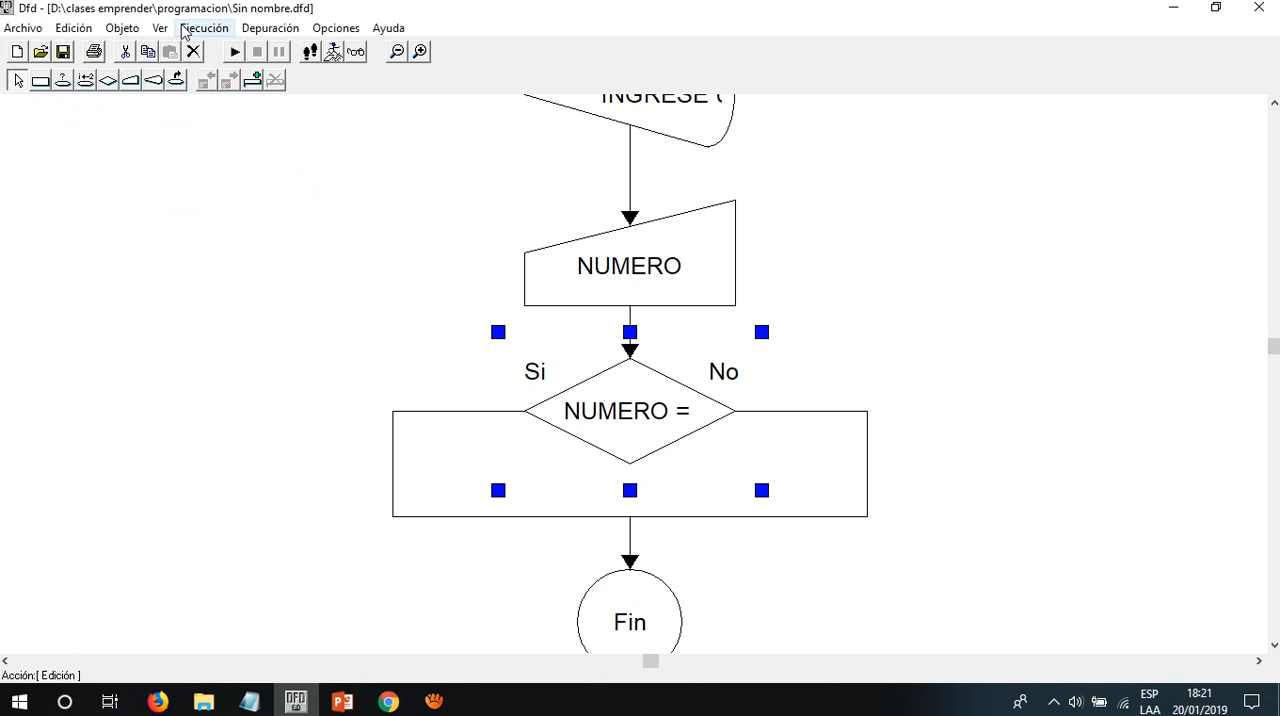 Dfd - [D:\clases emprender\programacion\Sin nombre.dfd]
Archivo Edición Objeto Ver Ejecución Depuración Opciones Ayuda
INGRESE
NUMERO
Si No
NUMERO =
Fin
Acción:[ Edición ]
ESP 18:21
LAA 20/01/2019